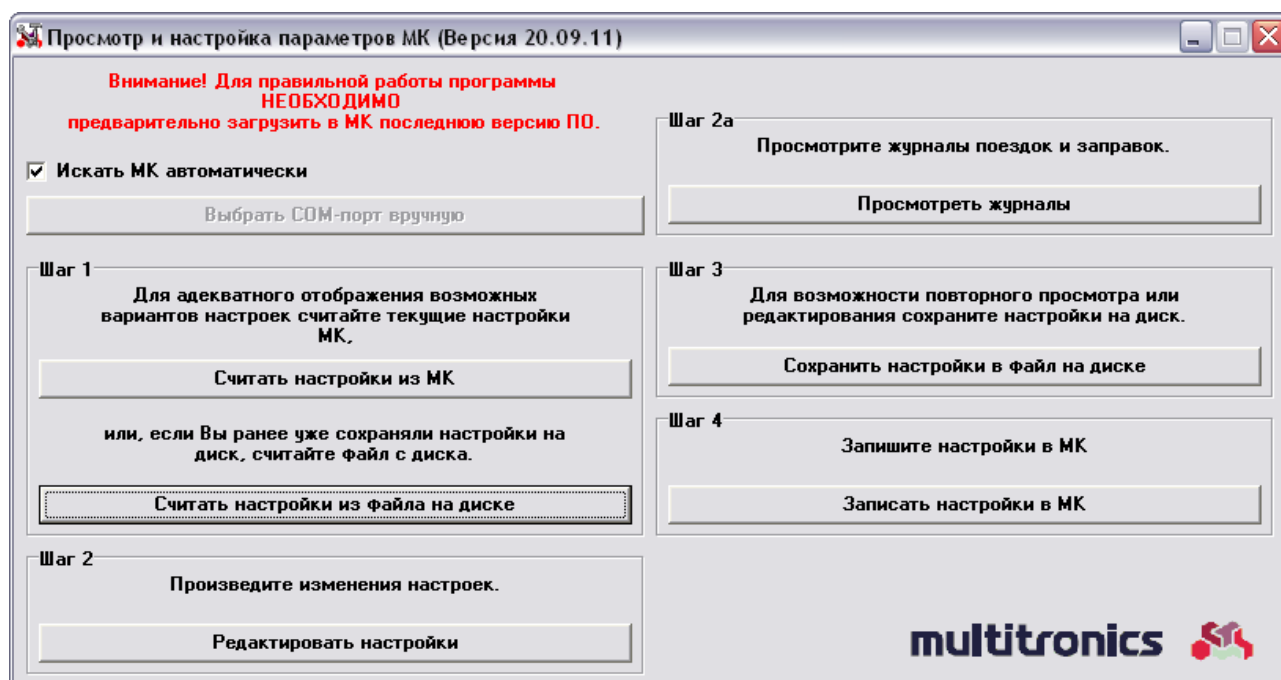 Просмотр и настройка параметров МК (Версия 20.09.11)
Внимание! Для правильной работы программы
НЕОБХОДИМО
предварительно загрузить в МК последнюю версию ПО.
Искать МК автоматически
Выбрать COM-порт вручную
Шаг 1
Для адекватного отображения возможных
вариантов настроек считайте текущие настройки
МК,
Считать настройки из МК
или, если Вы ранее уже сохраняли настройки на
диск, считайте файл с диска.
Считать настройки из файла на диске
Шаг 2
Произведите изменения настроек.
Редактировать настройки
Шаг 2а
Просмотрите журналы поездок и заправок.
Просмотреть журналы
Шаг 3
Для возможности повторного просмотра или
редактирования сохраните настройки на диск.
Сохранить настройки в файл на диске
Шаг 4
Запишите настройки в МК
Записать настройки в МК
multitronics